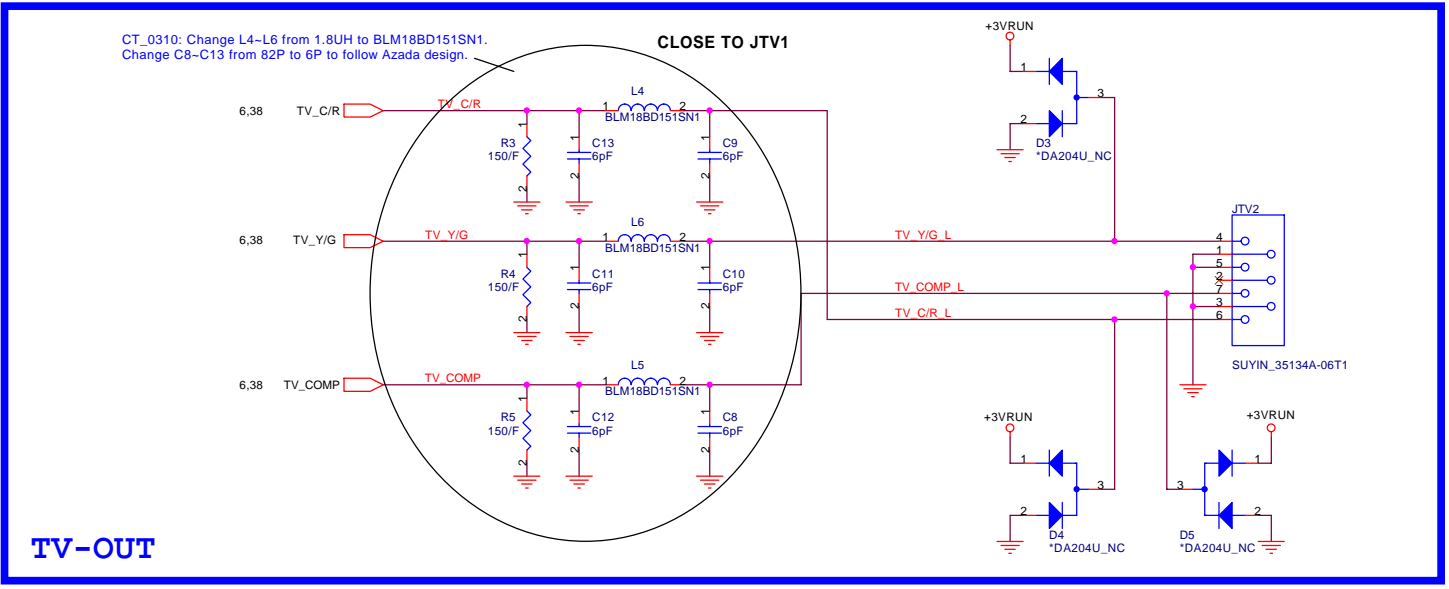 CT_0310: Change L4~L6 from 1.8UH to BLM18BD151SN1.
Change C8~C13 from 82P to 6P to follow Azada design.
CLOSE TO JTV1
+3VRUN
1
3
2
D3
*DA204U_NC
6,38 TV_C/R
TV_C/R
1
L4
2
BLM18BD151SN1
1
R3
150/F
2
1
C13
6pF
2
1
C9
6pF
2
6,38 TV_Y/G
TV_Y/G
1
L6
2
BLM18BD151SN1
1
R4
150/F
2
1
C11
6pF
2
1
C10
6pF
2
TV_Y/G_L
TV_COMP_L
TV_C/R_L
JTV2
4
1
5
2
7
3
6
SUYIN_35134A-06T1
6,38 TV_COMP
TV_COMP
1
L5
2
BLM18BD151SN1
1
R5
150/F
2
1
C12
6pF
2
1
C8
6pF
2
+3VRUN
1
3
2
D4
*DA204U_NC
+3VRUN
1
3
2
D5
*DA204U_NC
TV-OUT